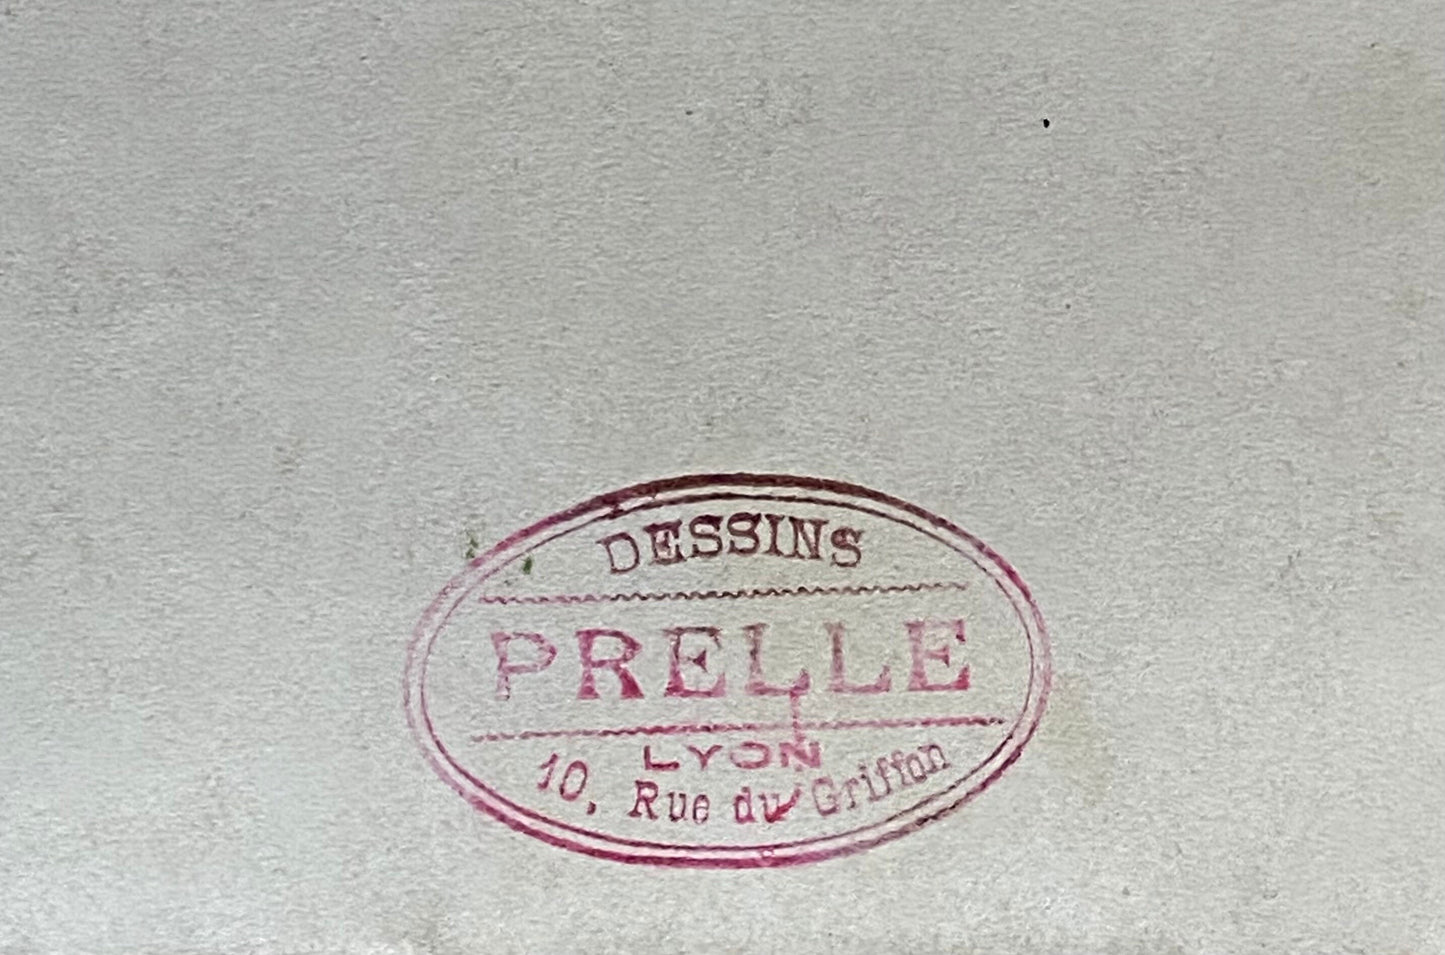 DESSINS
PRELLE
LYON
10, Rue du Griffon